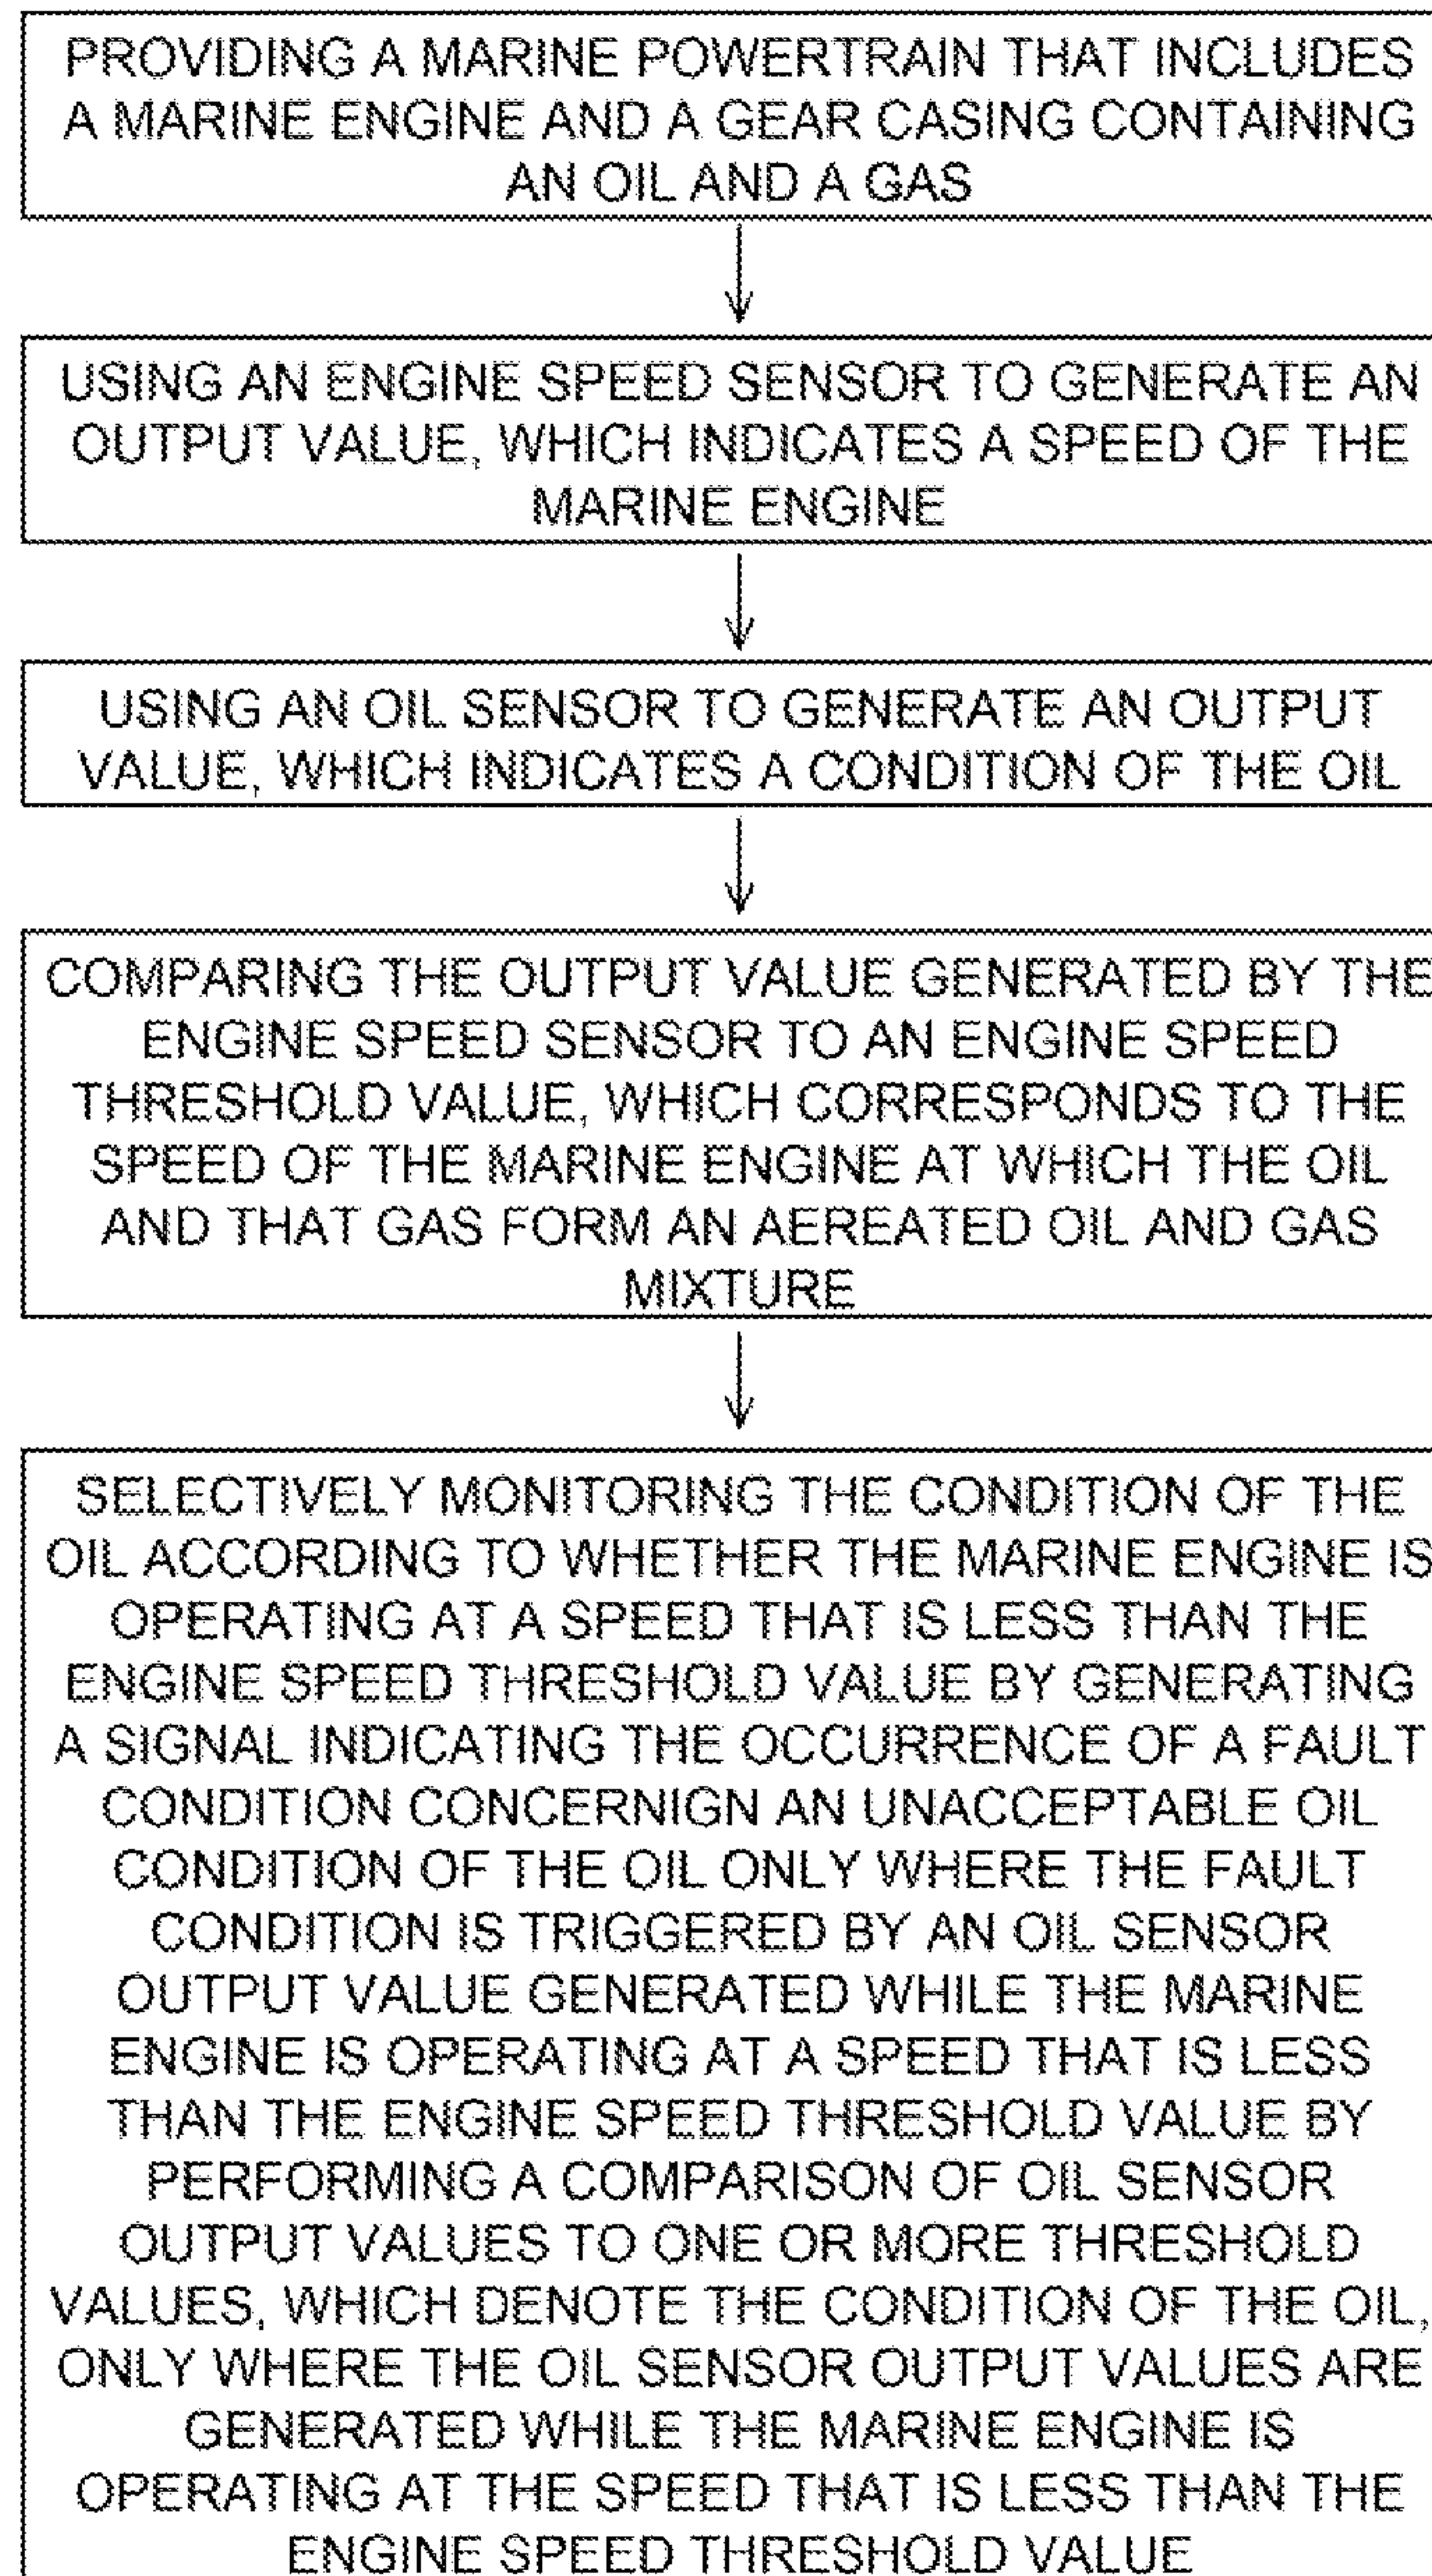 PROVIDING A MARINE POWERTRAIN THAT INCLUDES
A MARINE ENGINE AND A GEAR CASING CONTAINING
AN OIL AND A GAS
USING AN ENGINE SPEED SENSOR TO GENERATE AN
OUTPUT VALUE, WHICH INDICATES A SPEED OF THE
MARINE ENGINE
USING AN OIL SENSOR TO GENERATE AN OUTPUT
VALUE, WHICH INDICATES A CONDITION OF THE OIL
COMPARING THE OUTPUT VALUE GENERATED BY THE
ENGINE SPEED SENSOR TO AN ENGINE SPEED
THRESHOLD VALUE, WHICH CORRESPONDS TO THE
SPEED OF THE MARINE ENGINE AT WHICH THE OIL
AND THAT GAS FORM AN AEREATED OIL AND GAS
MIXTURE
SELECTIVELY MONITORING THE CONDITION OF THE
OIL ACCORDING TO WHETHER THE MARINE ENGINE IS
OPERATING AT A SPEED THAT IS LESS THAN THE
ENGINE SPEED THRESHOLD VALUE BY GENERATING
A SIGNAL INDICATING THE OCCURRENCE OF A FAULT
CONDITION CONCERNIGN AN UNACCEPTABLE OIL
CONDITION OF THE OIL ONLY WHERE THE FAULT
CONDITION IS TRIGGERED BY AN OIL SENSOR
OUTPUT VALUE GENERATED WHILE THE MARINE
ENGINE IS OPERATING AT A SPEED THAT IS LESS
THAN THE ENGINE SPEED THRESHOLD VALUE BY
PERFORMING A COMPARISON OF OIL SENSOR
OUTPUT VALUES TO ONE OR MORE THRESHOLD
VALUES, WHICH DENOTE THE CONDITION OF THE OIL,
ONLY WHERE THE OIL SENSOR OUTPUT VALUES ARE
GENERATED WHILE THE MARINE ENGINE IS
OPERATING AT THE SPEED THAT IS LESS THAN THE
ENGINE SPEED THRESHOLD VALUE